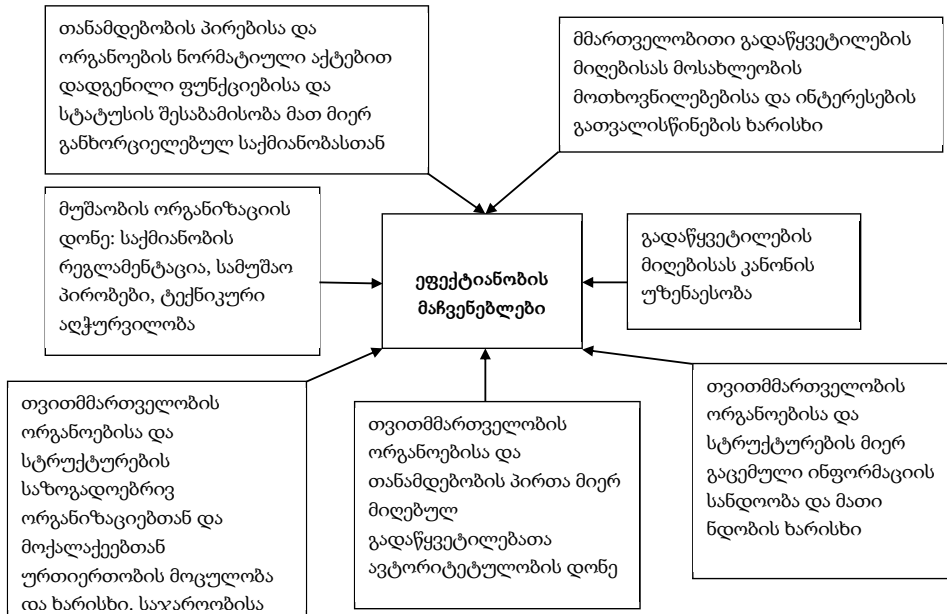 თანამდებობის პირებისა და
ორგანოების ნორმატიული აქტებით
დადგენილი ფუნქციებისა და
სტატუსის შესაბამისობა მათ მიერ
განხორციელებულ საქმიანობასთან
მმართველობითი გადაწყვეტილების
მიღებისას მოსახლეობის
მოთხოვნილებებისა და ინტერესების
გათვალისწინების ხარისხი
მუშაობის ორგანიზაციის
დონე: საქმიანობის
რეგლამენტაცია, სამუშაო
პირობები, ტექნიკური
აღჭურვილობა
ეფექტიანობის
მაჩვენებლები
გადაწყვეტილების
მიღებისას კანონის
უზენაესობა
თვითმმართველობის
ორგანოებისა და
სტრუქტურების
საზოგადოებრივ
ორგანიზაციებთან და
მოქალაქეებთან
ურთიერთობის მოცულობა
და ხარისხი, საჯაროობისა
თვითმმართველობის
ორგანოებისა და
თანამდებობის პირთა მიერ
მიღებულ
გადაწყვეტილებათა
ავტორიტეტულობის დონე
თვითმმართველობის
ორგანოებისა და
სტრუქტურების მიერ
გაცემული ინფორმაციის
სანდოობა და მათი
ნდობის ხარისხი